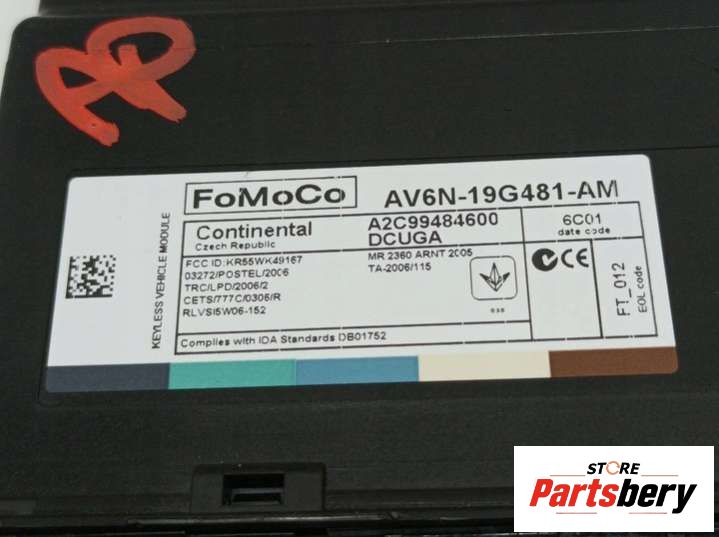 AD
FoMoCo AV6N-19G481-AM
KEYLESS VEHICLE MODULE
Continental
Czech Republic
A2C99484600
DCUGA
6C01
date code
FCC ID:KR55WK49167
03272/POSTEL/2006
TRC/LPD/2006/2
CETS/777C/0306/R
RLVSI5W06-152
MR 2360 ARNT 2005
TA-2006/115
CE
FT_012
EOL code
Complies with IDA Standards DB01752
STORE
Partsbery